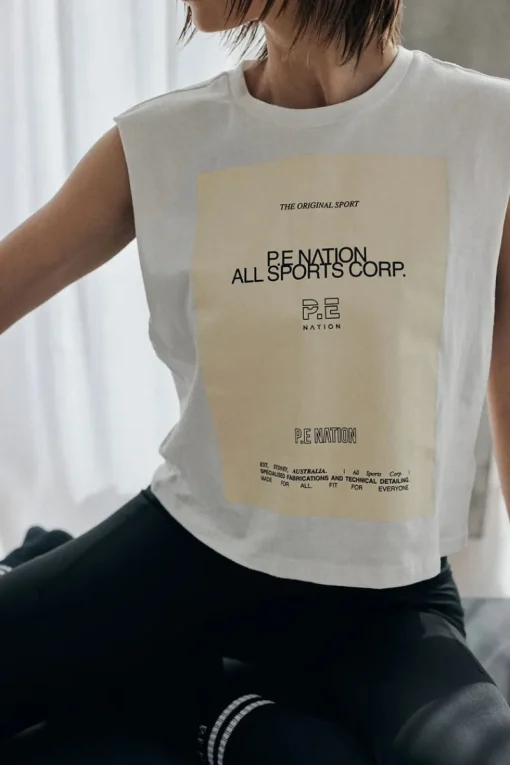 THE ORIGINAL SPORT
P.E NATION
ALL SPORTS CORP.
P.E
NATION
P.E NATION
EST, SYDNEY, AUSTRALIA. | All Sports Corp |
SPECIALISED FABRICATIONS AND TECHNICAL DETAILING.
MADE FOR ALL. FIT FOR EVERYONE